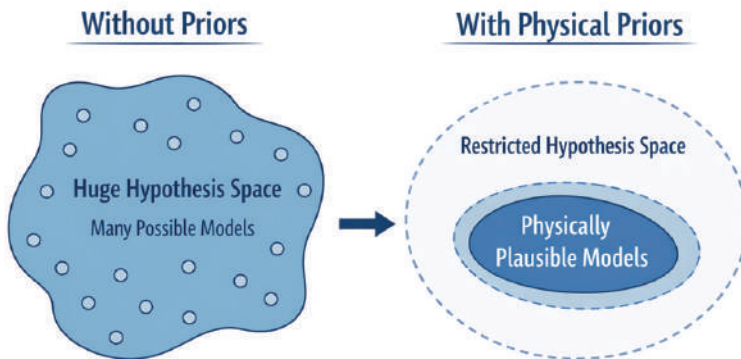 Without Priors
Huge Hypothesis Space
Many Possible Models
With Physical Priors
Restricted Hypothesis Space
Physically
Plausible Models